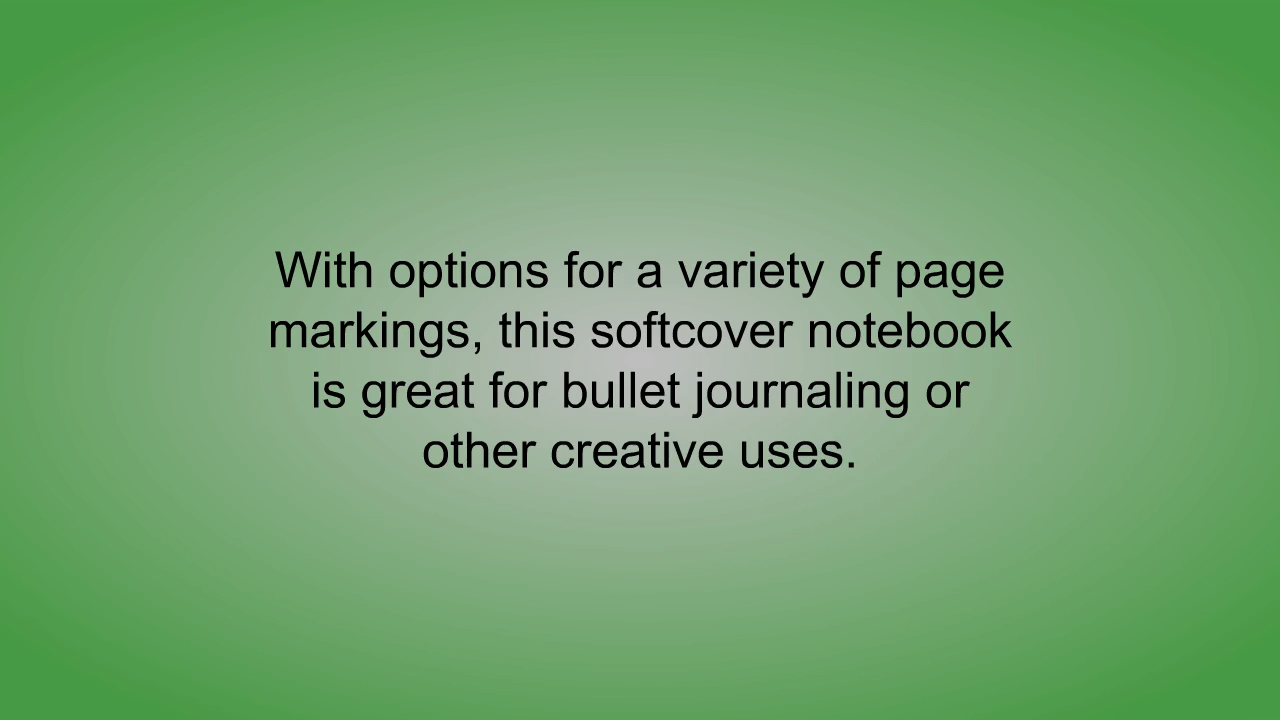 With options for a variety of page
markings, this softcover notebook
is great for bullet journaling or
other creative uses.